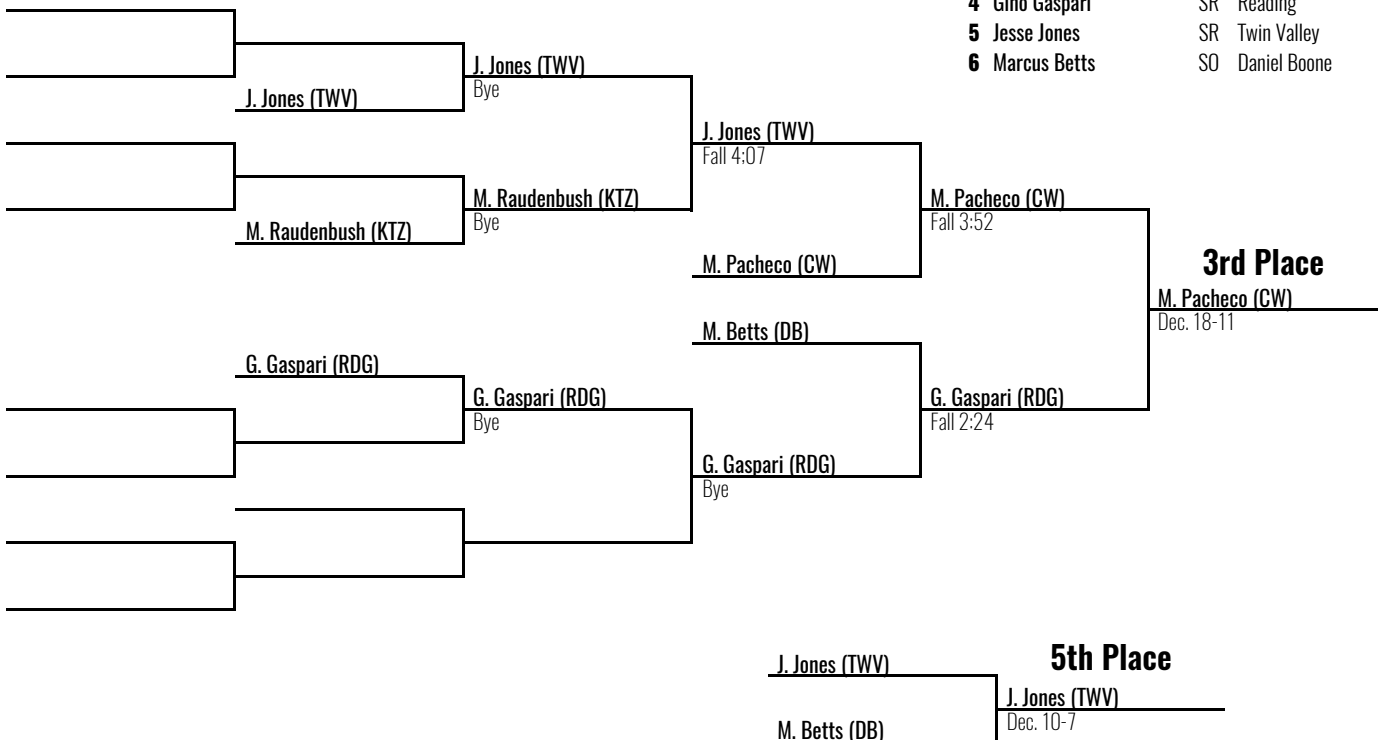 4 Gino Gaspari SR Reading
5 Jesse Jones SR Twin Valley
6 Marcus Betts SO Daniel Boone
J. Jones (TWV)
Bye
J. Jones (TWV)
J. Jones (TWV)
Fall 4:07
M. Raudenbush (KTZ)
Bye
M. Raudenbush (KTZ)
M. Pacheco (CW)
Fall 3:52
M. Pacheco (CW)
3rd Place
M. Pacheco (CW)
Dec. 18-11
M. Betts (DB)
G. Gaspari (RDG)
G. Gaspari (RDG)
Bye
G. Gaspari (RDG)
Fall 2:24
G. Gaspari (RDG)
Bye
5th Place
J. Jones (TWV)
J. Jones (TWV)
Dec. 10-7
M. Betts (DB)